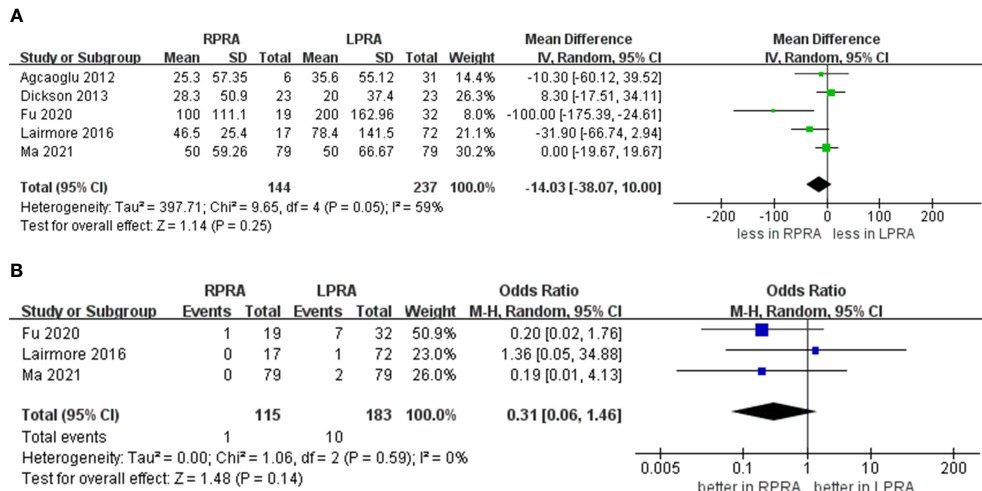 A
RPRA LPRA Mean Difference Mean Difference
Study or Subgroup Mean SD Total Mean SD Total Weight IV, Random, 95% CI IV, Random, 95% CI
Agcaoglu 2012 25.3 57.35 6 35.6 55.12 31 14.4% -10.30 [-60.12, 39.52]
Dickson 2013 28.3 50.9 23 20 37.4 23 26.3% 8.30 [-17.51, 34.11]
Fu 2020 100 111.1 19 200 162.96 32 8.0% -100.00 [-175.39, -24.61]
Lairmore 2016 46.5 25.4 17 78.4 141.5 72 21.1% -31.90 [-66.74, 2.94]
Ma 2021 50 59.26 79 50 66.67 79 30.2% 0.00 [-19.67, 19.67]
Total (95% CI) 144 237 100.0% -14.03 [-38.07, 10.00]
Heterogeneity: Tau² = 397.71; Chi² = 9.65, df = 4 (P = 0.05); I² = 59%
Test for overall effect: Z = 1.14 (P = 0.25)
-200 -100 0 100 200
less in RPRA less in LPRA
B
RPRA LPRA Odds Ratio Odds Ratio
Study or Subgroup Events Total Events Total Weight M-H, Random, 95% CI M-H, Random, 95% CI
Fu 2020 1 19 7 32 50.9% 0.20 [0.02, 1.76]
Lairmore 2016 0 17 1 72 23.0% 1.36 [0.05, 34.88]
Ma 2021 0 79 2 79 26.0% 0.19 [0.01, 4.13]
Total (95% CI) 115 183 100.0% 0.31 [0.06, 1.46]
Total events 1 10
Heterogeneity: Tau² = 0.00; Chi² = 1.06, df = 2 (P = 0.59); I² = 0%
Test for overall effect: Z = 1.48 (P = 0.14)
0.005 0.1 1 10 200
better in RPRA better in LPRA